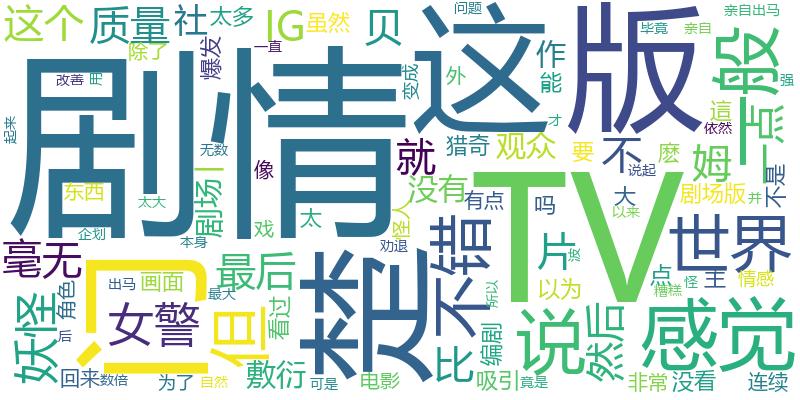 这个
质量
社
太多
IG
虽然
贝
问题
亲自出马
毕竟
亲自
般
除了
爆发
一直
变成
外
作
能
这
版
剧情
改善
起来
无数
像
就
猎奇
观众
才
要
不
麽
這
依然
强
一点
姆
说起
大
剧场版
不是
并
东西
太大
剧场
戏
太
怪人
没有
有点
吗
TV
以来
世界
企划
本身
劝退
楚
不错
片
波
点
怪
主
情感
毫无
女警
但
最后
看过
画面
出马
角色
最大
妖怪
后
所以
以为
糟糕
说
然后
感觉
编剧
比
回来
数倍
为了
自然
敷衍
可是
电影
吸引
竟是
非常
没看
连续